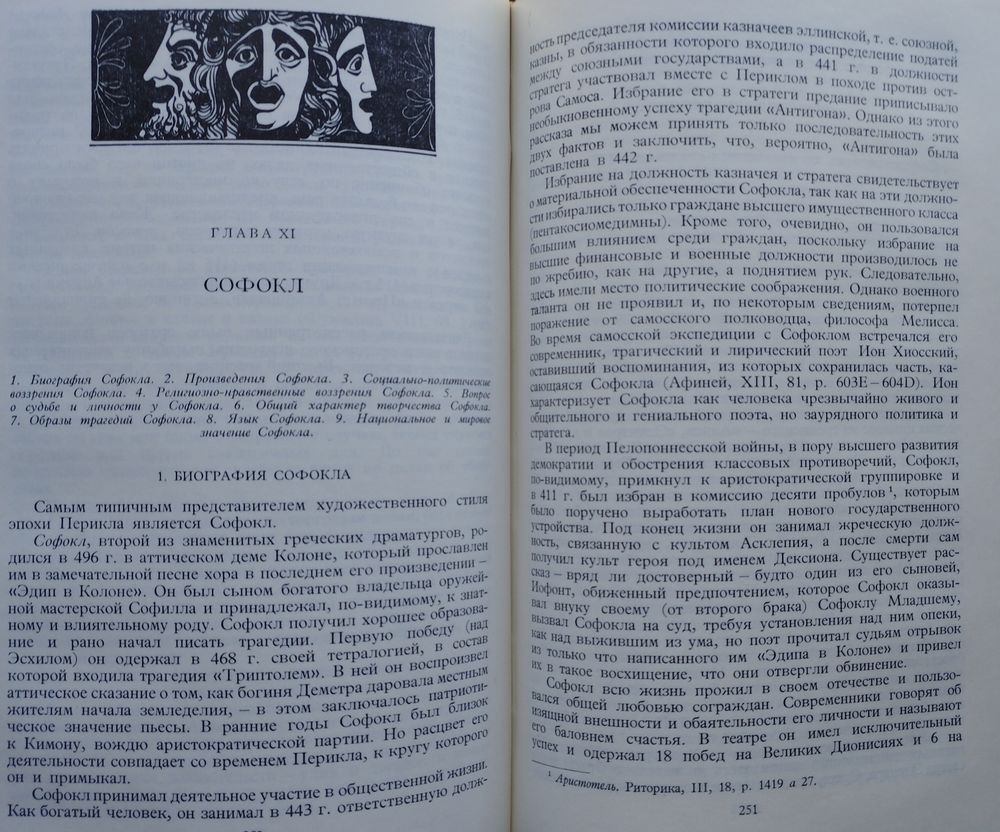 ГЛАВА XI
СОФОКЛ
1. Биография Софокла. 2. Произведения Софокла. 3. Социально-политические
воззрения Софокла. 4. Религиозно-нравственные воззрения Софокла. 5. Вопрос
о судьбе и личности у Софокла. 6. Общий характер творчества Софокла.
7. Образы трагедий Софокла. 8. Язык Софокла. 9. Национальное и мировое
значение Софокла.
1. БИОГРАФИЯ СОФОКЛА
Самым типичным представителем художественного стиля
эпохи Перикла является Софокл.
Софокл, второй из знаменитых греческих драматургов, ро-
дился в 496 г. в аттическом деме Колоне, который прославлен
им в замечательной песне хора в последнем его произведении –
«Эдип в Колоне». Он был сыном богатого владельца оружей-
ной мастерской Софилла и принадлежал, по-видимому, к знат-
ному и влиятельному роду. Софокл получил хорошее образова-
ние и рано начал писать трагедии. Первую победу (над
Эсхилом) он одержал в 468 г. своей тетралогией, в состав
которой входила трагедия «Триптолем». В ней он воспроизвел
аттическое сказание о том, как богиня Деметра даровала местным
жителям начала земледелия, – в этом заключалось патриоти-
ческое значение пьесы. В ранние годы Софокл был близок
к Кимону, вождю аристократической партии. Но расцвет его
деятельности совпадает со временем Перикла, к кругу которого
он и примыкал.
Софокл принимал деятельное участие в общественной жизни.
Как богатый человек, он занимал в 443 г. ответственную долж-
ность председателя комиссии казначеев эллинской, т. е. союзной,
казны, в обязанности которого входило распределение податей
между союзными государствами, а в 441 г. в должности
стратега участвовал вместе с Периклом в походе против ост-
рова Самоса. Избрание его в стратеги предание приписывало
необыкновенному успеху трагедии «Антигона». Однако из этого
рассказа мы можем принять только последовательность этих
двух фактов и заключить, что, вероятно, «Антигона» была
поставлена в 442 г.
Избрание на должность казначея и стратега свидетельствует
о материальной обеспеченности Софокла, так как на эти должно-
сти избирались только граждане высшего имущественного класса
(пентакосиомедимны). Кроме того, очевидно, он пользовался
большим влиянием среди граждан, поскольку избрание на
высшие финансовые и военные должности производилось не
по жребию, как на другие, а поднятием рук. Следовательно,
здесь имели место политические соображения. Однако военного
таланта он не проявил и, по некоторым сведениям, потерпел
поражение от самосского полководца, философа Мелисса.
Во время самосской экспедиции с Софоклом встречался его
современник, трагический и лирический поэт Ион Хиосский,
оставивший воспоминания, из которых сохранилась часть, ка-
сающаяся Софокла (Афиней, XIII, 81, p. 603E – 604D). Ион
характеризует Софокла как человека чрезвычайно живого и
общительного и гениального поэта, но заурядного политика и
стратега.
В период Пелопоннесской войны, в пору высшего развития
демократии и обострения классовых противоречий, Софокл,
по-видимому, примкнул к аристократической группировке и
в 411 г. был избран в комиссию десяти пробулов¹, которым
было поручено выработать план нового государственного
устройства. Под конец жизни он занимал жреческую долж-
ность, связанную с культом Асклепия, а после смерти сам
получил культ героя под именем Дексиона. Существует рас-
сказ – вряд ли достоверный – будто один из его сыновей,
Иофонт, обиженный предпочтением, которое Софокл оказы-
вал внуку своему (от второго брака) Софоклу Младшему,
вызвал Софокла на суд, требуя установления над ним опеки,
как над выжившим из ума, но поэт прочитал судьям отрывок
из только что написанного им «Эдипа в Колоне» и привел
их в такое восхищение, что они отвергли обвинение.
Софокл всю жизнь прожил в своем отечестве и пользо-
вался общей любовью сограждан. Современники говорят об
изящной внешности и обаятельности его личности и называют
его баловнем счастья. В театре он имел исключительный
успех и одержал 18 побед на Великих Дионисиях и 6 на
¹ Аристотель. Риторика, III, 18, p. 1419 a 27.
251